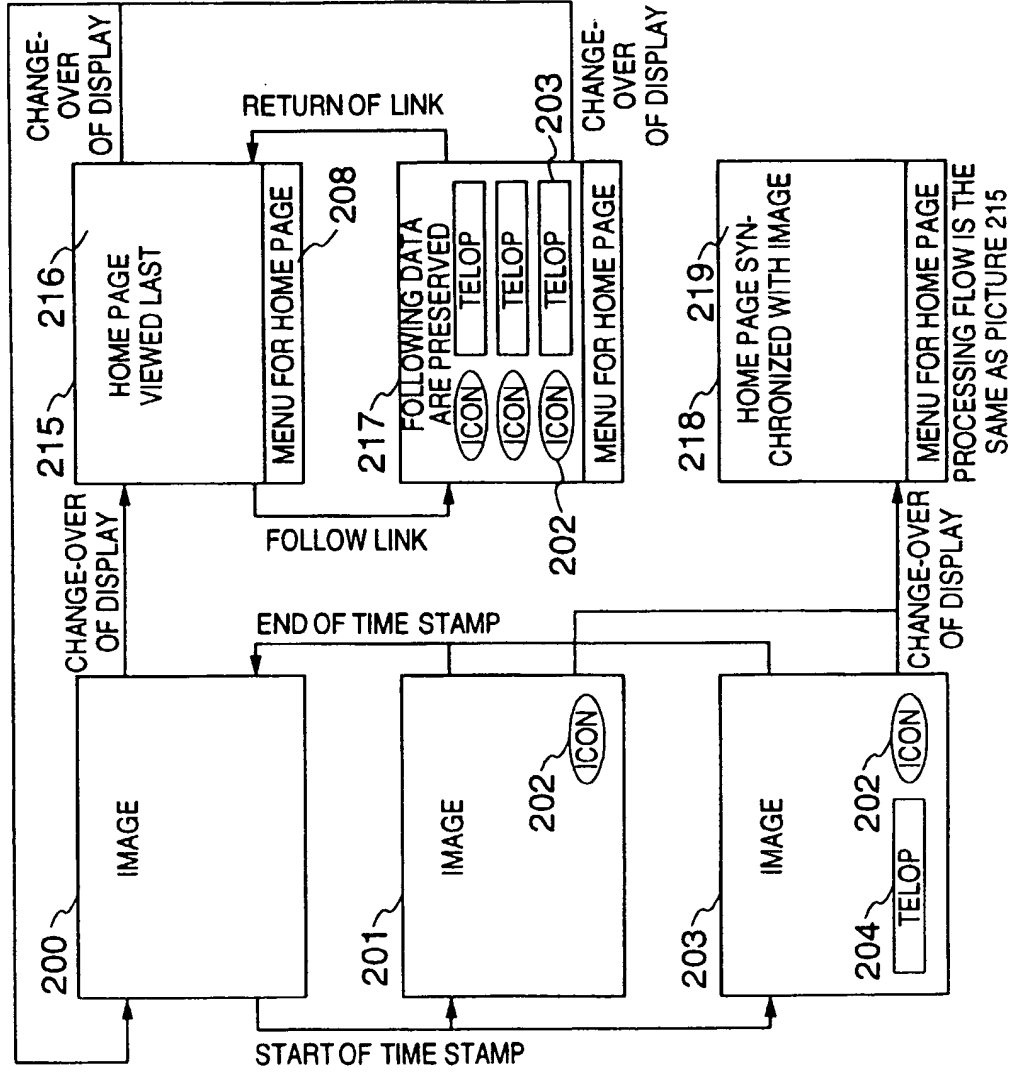 CHANGE-
OVER
OF DISPLAY
215
216
HOME PAGE
VIEWED LAST
MENU FOR HOME PAGE
208
RETURN OF LINK
FOLLOW LINK
217
FOLLOWING DATA
ARE PRESERVED
ICON
TELOP
ICON
TELOP
ICON
TELOP
202
203
MENU FOR HOME PAGE
CHANGE-
OVER
OF DISPLAY
218
219
HOME PAGE SYN-
CHRONIZED WITH IMAGE
MENU FOR HOME PAGE
PROCESSING FLOW IS THE
SAME AS PICTURE 215
CHANGE-OVER
OF DISPLAY
200
IMAGE
END OF TIME STAMP
201
IMAGE
202
ICON
203
IMAGE
204
TELOP
202
ICON
CHANGE-OVER
OF DISPLAY
START OF TIME STAMP